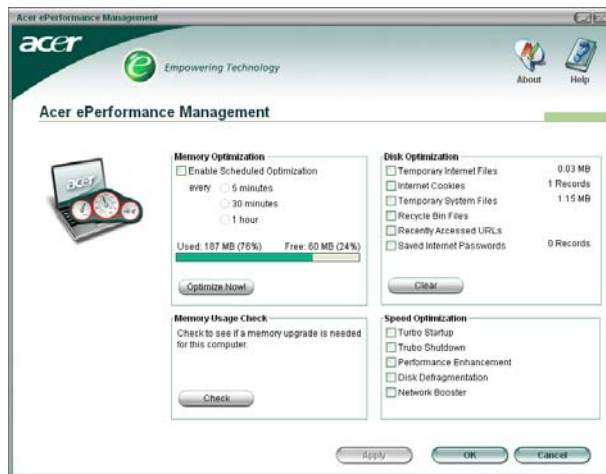 Acer ePerformance Management
acer
e Empowering Technology
About Help
Acer ePerformance Management
acer
Memory Optimization
Enable Scheduled Optimization
every 5 minutes
30 minutes
1 hour
Used: 187 MB (76%) Free: 60 MB (24%)
Optimize Now!
Disk Optimization
Temporary Internet Files 0.03 MB
Internet Cookies 1 Records
Temporary System Files 1.15 MB
Recycle Bin Files
Recently Accessed URLs
Saved Internet Passwords 0 Records
Clear
Memory Usage Check
Check to see if a memory upgrade is needed
for this computer.
Check
Speed Optimization
Turbo Startup
Trubo Shutdown
Performance Enhancement
Disk Defragmentation
Network Booster
Apply OK Cancel